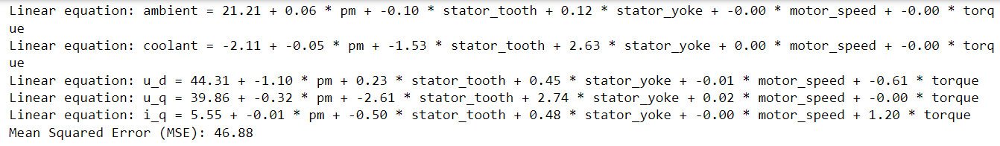 Linear equation: ambient = 21.21 + 0.06 * pm + -0.10 * stator_tooth + 0.12 * stator_yoke + -0.00 * motor_speed + -0.00 * torq
ue
Linear equation: coolant = -2.11 + -0.05 * pm + -1.53 * stator_tooth + 2.63 * stator_yoke + 0.00 * motor_speed + -0.00 * torq
ue
Linear equation: u_d = 44.31 + -1.10 * pm + 0.23 * stator_tooth + 0.45 * stator_yoke + -0.01 * motor_speed + -0.61 * torque
Linear equation: u_q = 39.86 + -0.32 * pm + -2.61 * stator_tooth + 2.74 * stator_yoke + 0.02 * motor_speed + -0.00 * torque
Linear equation: i_q = 5.55 + -0.01 * pm + -0.50 * stator_tooth + 0.48 * stator_yoke + -0.00 * motor_speed + 1.20 * torque
Mean Squared Error (MSE): 46.88